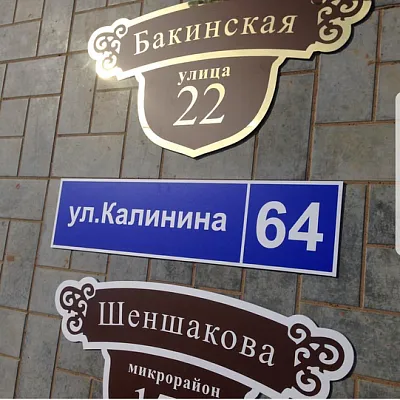 Бакинская
улица
22
ул.Калинина 64
Шеншакова
микрорайон